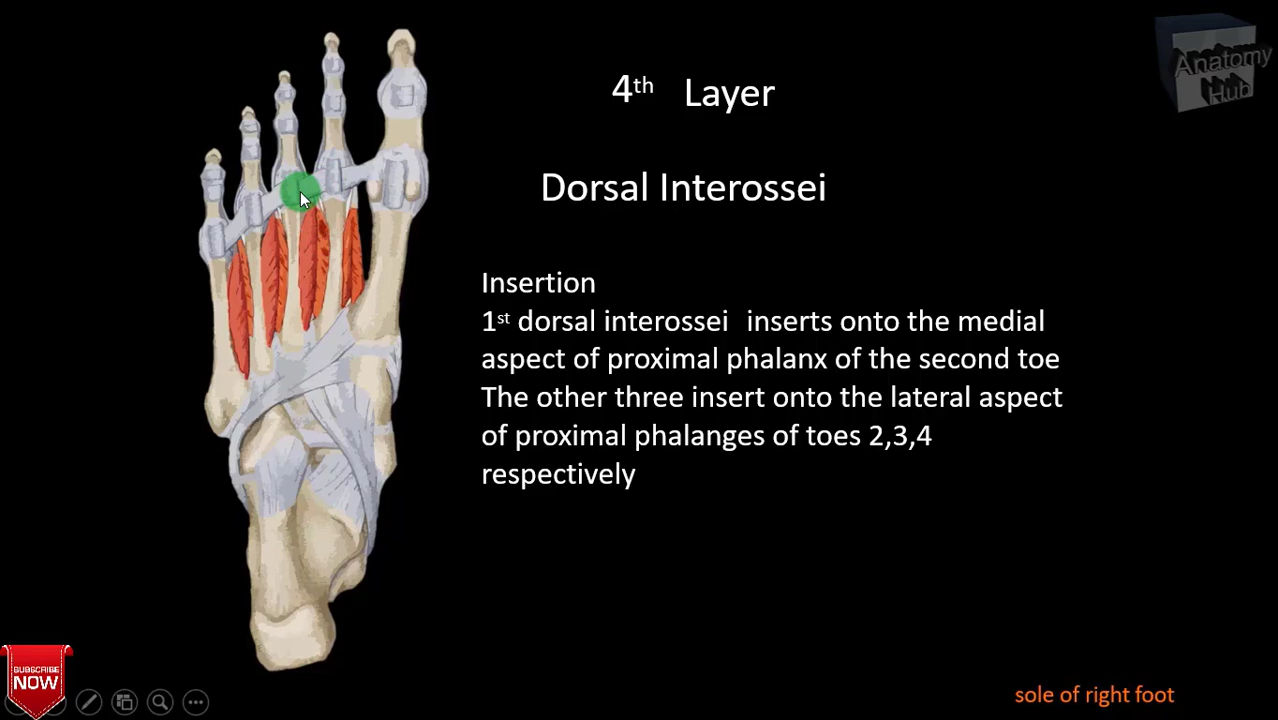 Anatomy
Hub
4th Layer
Dorsal Interossei
Insertion
1st dorsal interossei inserts onto the medial
aspect of proximal phalanx of the second toe
The other three insert onto the lateral aspect
of proximal phalanges of toes 2,3,4
respectively
SUBSCRIBE
NOW
sole of right foot